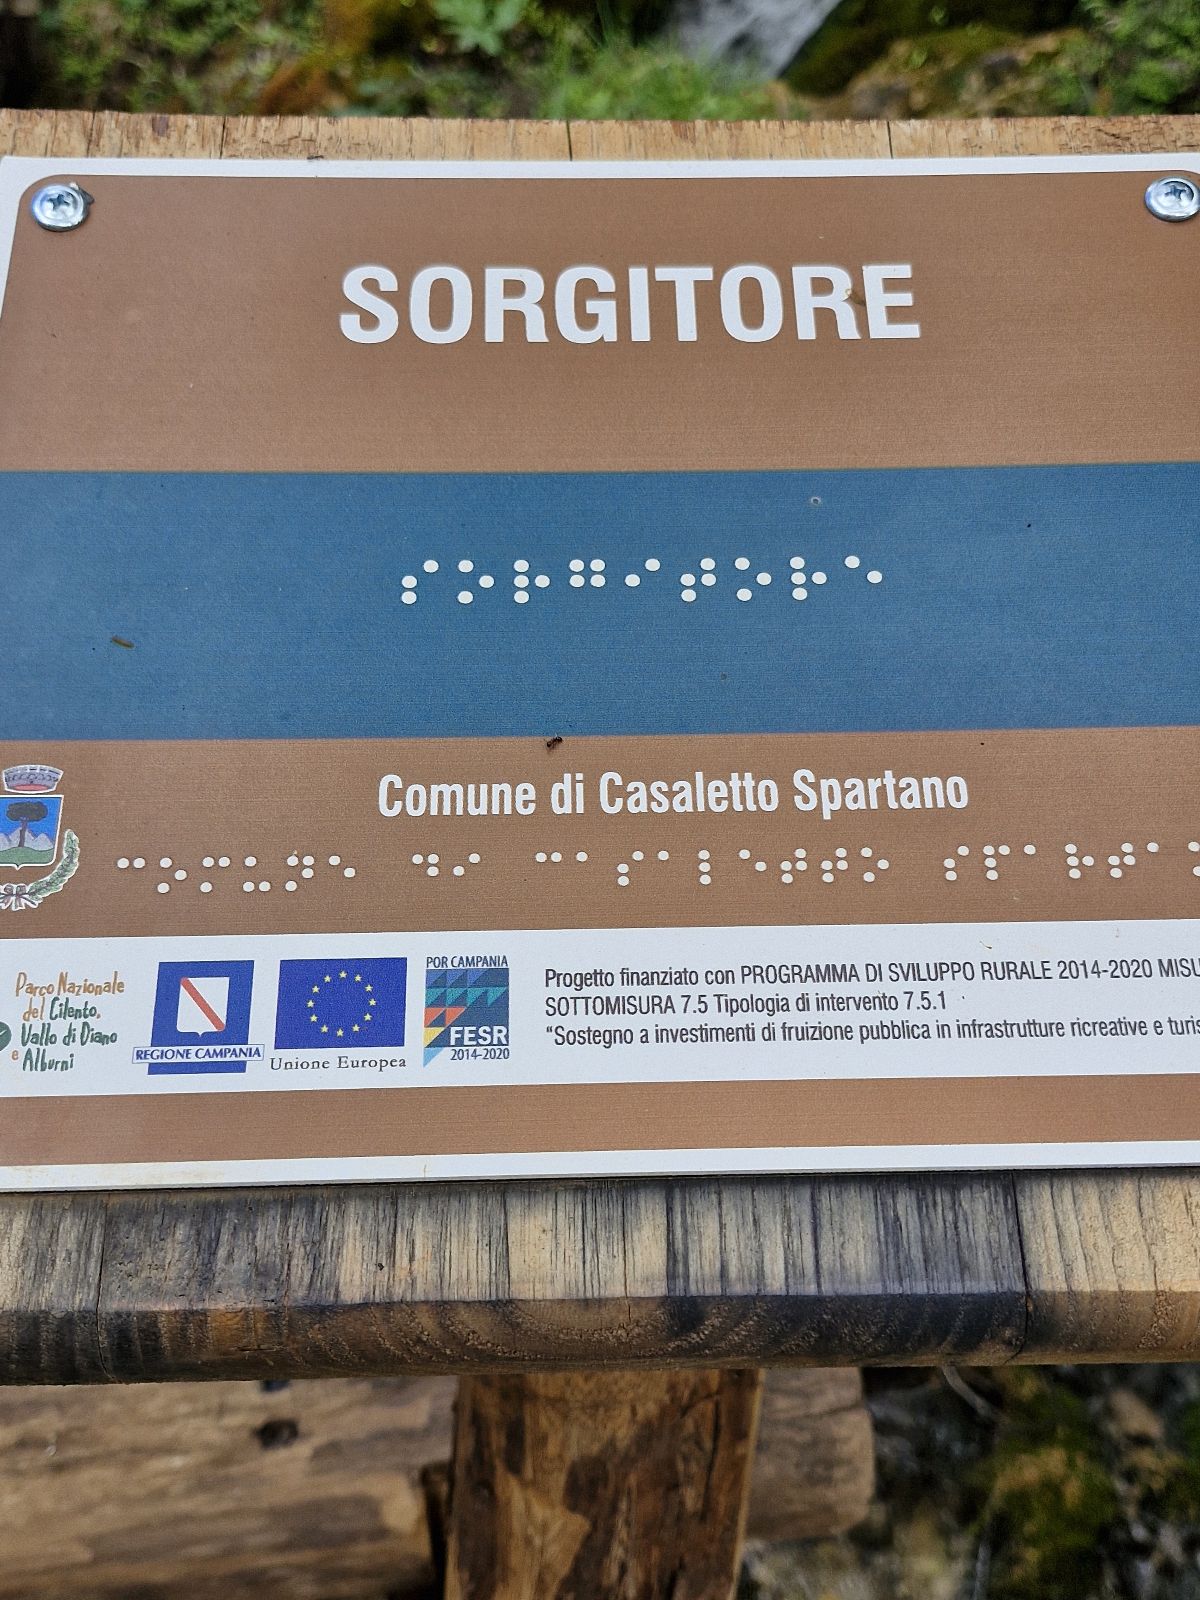 SORGITORE
⠎⠕⠗⠛⠊⠞⠕⠗⠑
Comune di Casaletto Spartano
⠉⠕⠍⠥⠝⠑ ⠙⠊ ⠉⠁⠎⠁⠇⠑⠞⠞⠕ ⠎⠏⠁⠗⠞⠁
Parco Nazionale
del Cilento,
Vallo di Diano
e Alburni
REGIONE CAMPANIA
Unione Europea
POR CAMPANIA
FESR
2014-2020
Progetto finanziato con PROGRAMMA DI SVILUPPO RURALE 2014-2020 MISU
SOTTOMISURA 7.5 Tipologia di intervento 7.5.1
“Sostegno a investimenti di fruizione pubblica in infrastrutture ricreative e turis